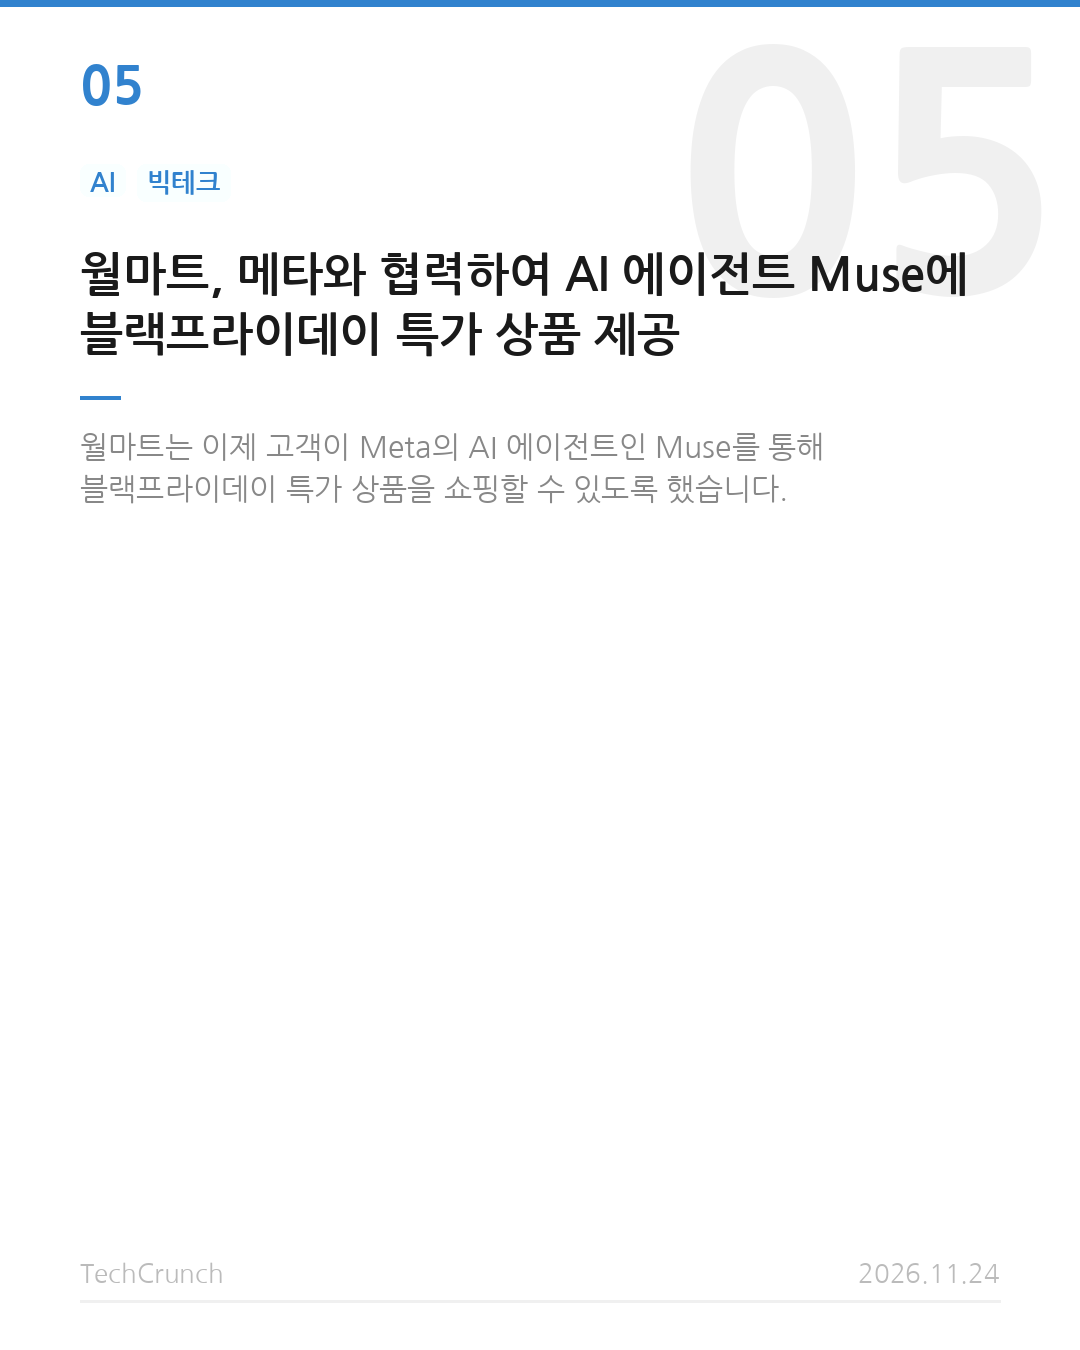 05
05
AI 빅테크
월마트, 메타와 협력하여 AI 에이전트 Muse에
블랙프라이데이 특가 상품 제공
월마트는 이제 고객이 Meta의 AI 에이전트인 Muse를 통해
블랙프라이데이 특가 상품을 쇼핑할 수 있도록 했습니다.
TechCrunch 2026.11.24